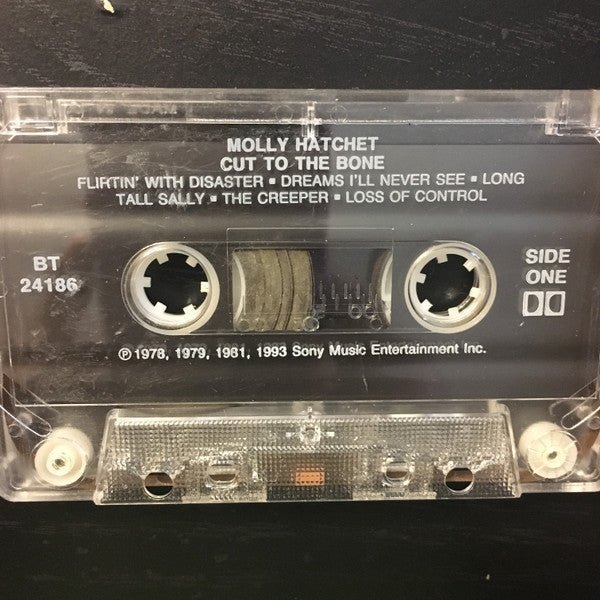 MOLLY HATCHET
CUT TO THE BONE
FLIRTIN' WITH DISASTER ▪ DREAMS I'LL NEVER SEE ▪ LONG
TALL SALLY ▪ THE CREEPER ▪ LOSS OF CONTROL
BT
24186
SIDE
ONE
℗ 1978, 1979, 1981, 1993 Sony Music Entertainment Inc.